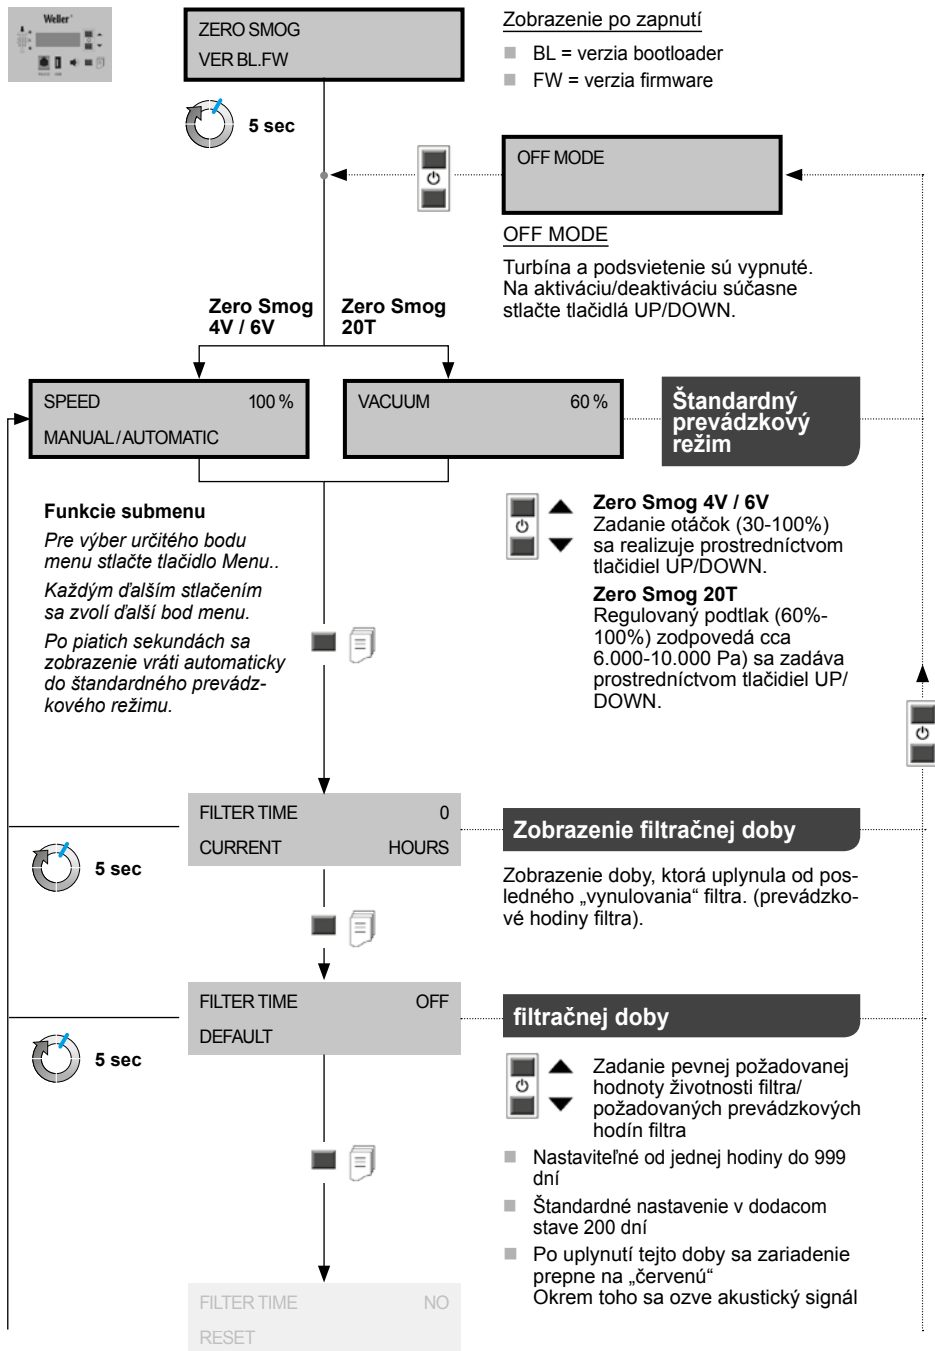 Weller
ZERO SMOG
VER BL.FW
Zobrazenie po zapnutí
BL = verzia bootloader
FW = verzia firmware
5 sec
OFF MODE
OFF MODE
Turbína a podsvietenie sú vypnuté.
Na aktiváciu/deaktiváciu súčasne
stlačte tlačidlá UP/DOWN.
Zero Smog
4V / 6V
Zero Smog
20T
SPEED 100 %
MANUAL/AUTOMATIC
VACUUM 60 %
Štandardný
prevádzkový
režim
Funkcie submenu
Pre výber určitého bodu
menu stlačte tlačidlo Menu..
Každým ďalším stlačením
sa zvolí ďalší bod menu.
Po piatich sekundách sa
zobrazenie vráti automaticky
do štandardného prevádz-
kového režimu.
Zero Smog 4V / 6V
Zadanie otáčok (30-100%)
sa realizuje prostredníctvom
tlačidiel UP/DOWN.
Zero Smog 20T
Regulovaný podtlak (60%-
100%) zodpovedá cca
6.000-10.000 Pa) sa zadáva
prostredníctvom tlačidiel UP/
DOWN.
FILTER TIME 0
CURRENT HOURS
5 sec
Zobrazenie filtračnej doby
Zobrazenie doby, ktorá uplynula od pos-
ledného „vynulovania“ filtra. (prevádzko-
vé hodiny filtra).
FILTER TIME OFF
DEFAULT
5 sec
filtračnej doby
Zadanie pevnej požadovanej
hodnoty životnosti filtra/
požadovaných prevádzkových
hodín filtra
Nastaviteľné od jednej hodiny do 999
dní
Štandardné nastavenie v dodacom
stave 200 dní
Po uplynutí tejto doby sa zariadenie
prepne na „červenú“
Okrem toho sa ozve akustický signál
FILTER TIME NO
RESET